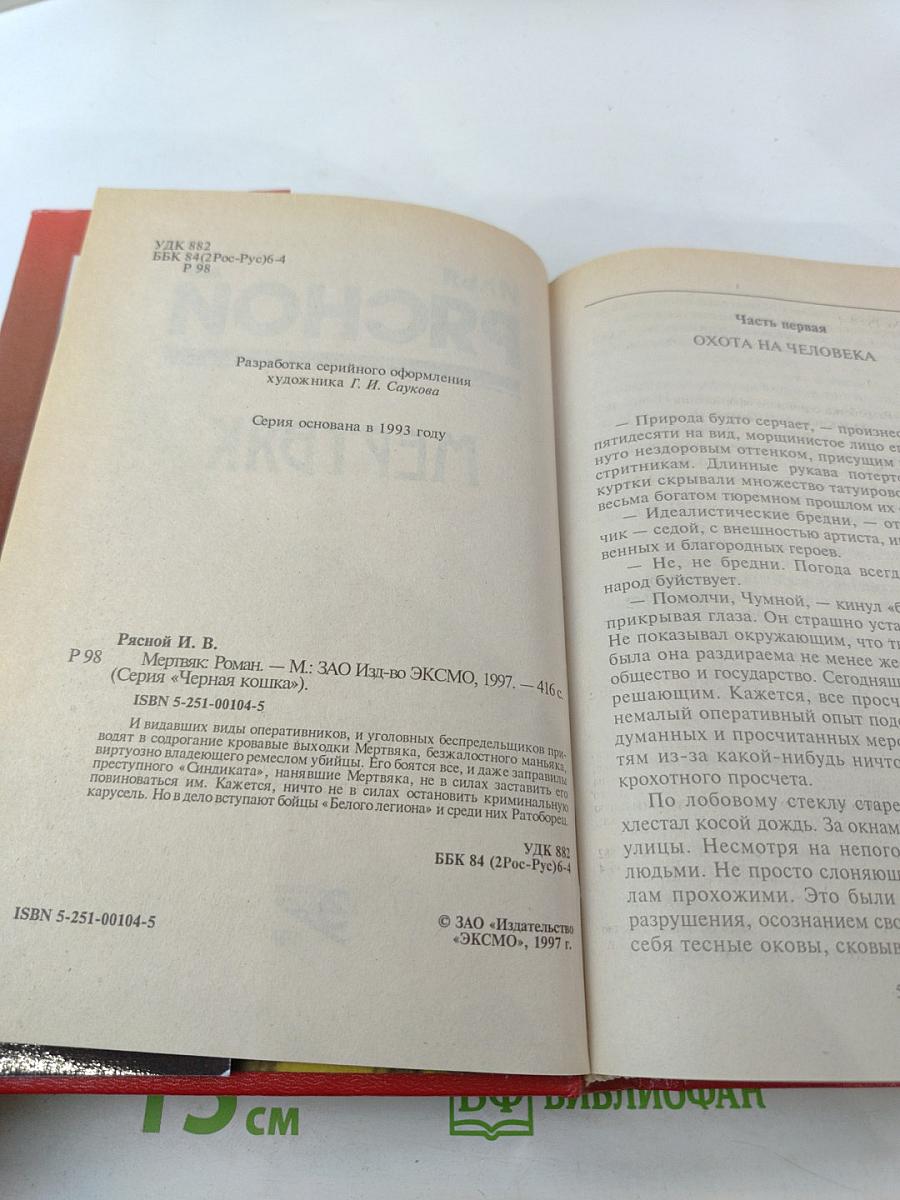 УДК 882
ББК 84(2Рос-Рус)6-4
Р 98
Разработка серийного оформления
художника Г. И. Саукова
Серия основана в 1993 году
Рясной И. В.
Р 98 Мертвяк: Роман. — М.: ЗАО Изд-во ЭКСМО, 1997. — 416 с.
(Серия «Черная кошка»).
ISBN 5-251-00104-5
И видавших виды оперативников, и уголовных беспредельщиков при-
водят в содрогание кровавые выходки Мертвяка, безжалостного маньяка,
виртуозно владеющего ремеслом убийцы. Его боятся все, и даже заправилы
преступного «Синдиката», нанявшие Мертвяка, не в силах заставить его
повиноваться им. Кажется, ничто не в силах остановить криминальную
карусель. Но в дело вступают бойцы «Белого легиона» и среди них Ратоборец.
УДК 882
ББК 84 (2Рос-Рус)6-4
ISBN 5-251-00104-5
© ЗАО «Издательство
«ЭКСМО», 1997 г.
Часть первая
ОХОТА НА ЧЕЛОВЕКА
— Природа будто серчает, — произнес
пятидесяти на вид, морщинистое лицо ег
нуто нездоровым оттенком, присущим
стритникам. Длинные рукава потерт
куртки скрывали множество татуирово
весьма богатом тюремном прошлом их
— Идеалистические бредни, — от
чик — седой, с внешностью артиста, и
венных и благородных героев.
— Не, не бредни. Погода всегд
народ буйствует.
— Помолчи, Чумной, — кинул «б
прикрывая глаза. Он страшно уста
Не показывал окружающим, что т
была она раздираема не менее же
общество и государство. Сегодняш
решающим. Кажется, все просч
немалый оперативный опыт под
думанных и просчитанных мер
тям из-за какой-нибудь ничто
крохотного просчета.
По лобовому стеклу старе
хлестал косой дождь. За окнам
улицы. Несмотря на непого
людьми. Не просто слоняющ
лам прохожими. Это были
разрушения, осознанием сво
себя тесные оковы, сковыв
15 см
БФ БИБЛИОФАН